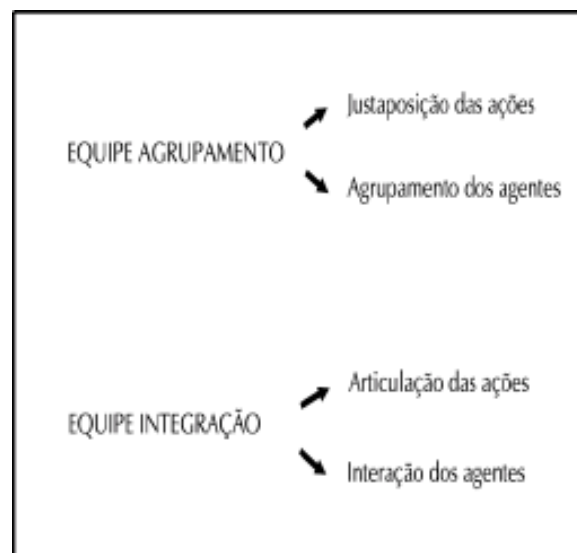 Justaposição das ações
EQUIPE AGRUPAMENTO
Agrupamento dos agentes
Articulação das ações
EQUIPE INTEGRAÇÃO
Interação dos agentes